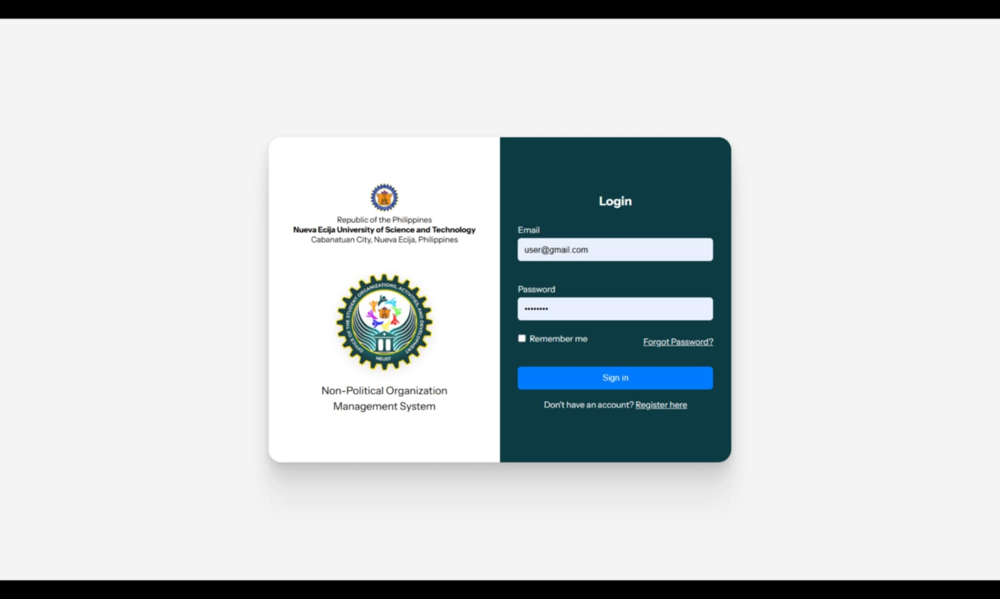 Republic of the Philippines
Nueva Ecija University of Science and Technology
Cabanatuan City, Nueva Ecija, Philippines
OFFICE OF THE STUDENT ORGANIZATIONS, ACTIVITIES, AND DEVELOPMENT
NEUST
Non-Political Organization
Management System
Login
Email
user@gmail.com
Password
••••••••
Remember me
Forgot Password?
Sign in
Don't have an account? Register here